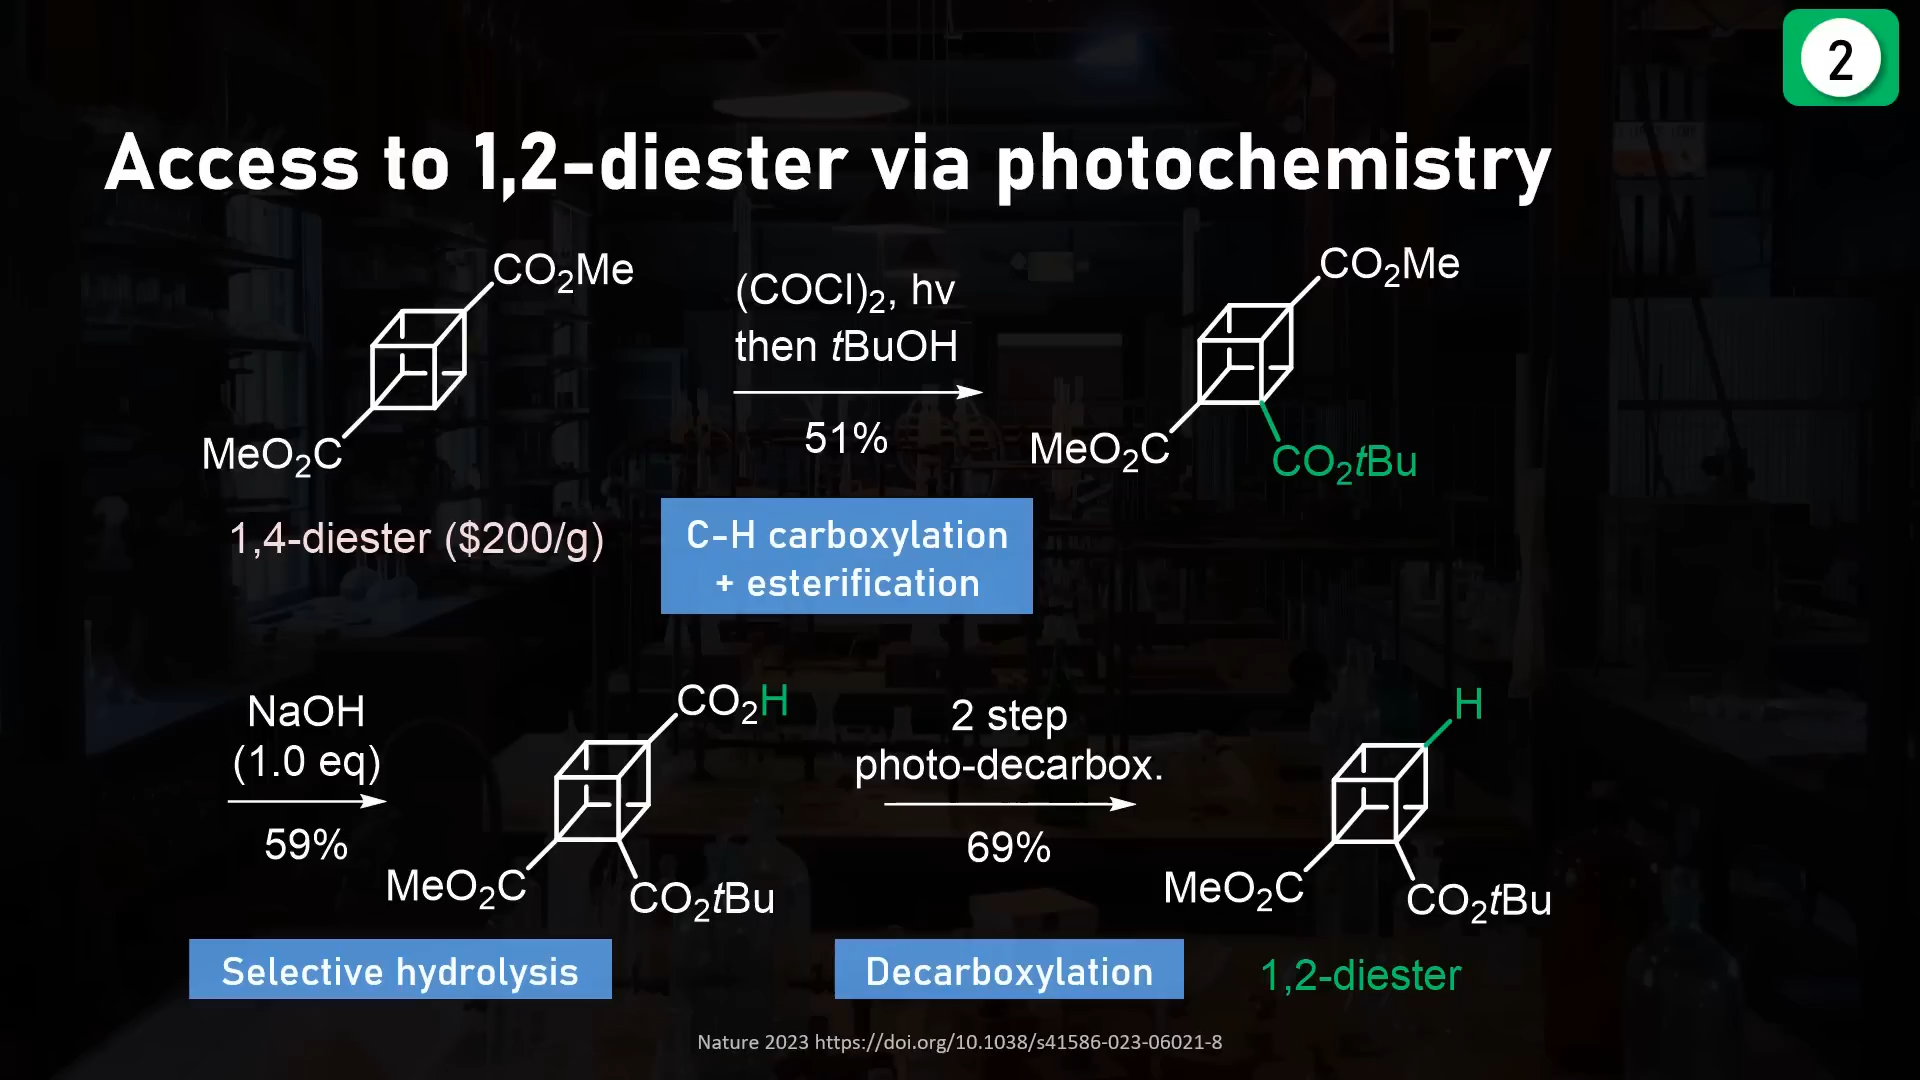 2
Access to 1,2-diester via photochemistry
CO₂Me
MeO₂C
1,4-diester ($200/g)
(COCl)₂, hv
then tBuOH
51%
C-H carboxylation
+ esterification
CO₂Me
MeO₂C
CO₂tBu
NaOH
(1.0 eq)
59%
Selective hydrolysis
CO₂H
MeO₂C
CO₂tBu
2 step
photo-decarbox.
69%
Decarboxylation
H
MeO₂C
CO₂tBu
1,2-diester
Nature 2023 https://doi.org/10.1038/s41586-023-06021-8